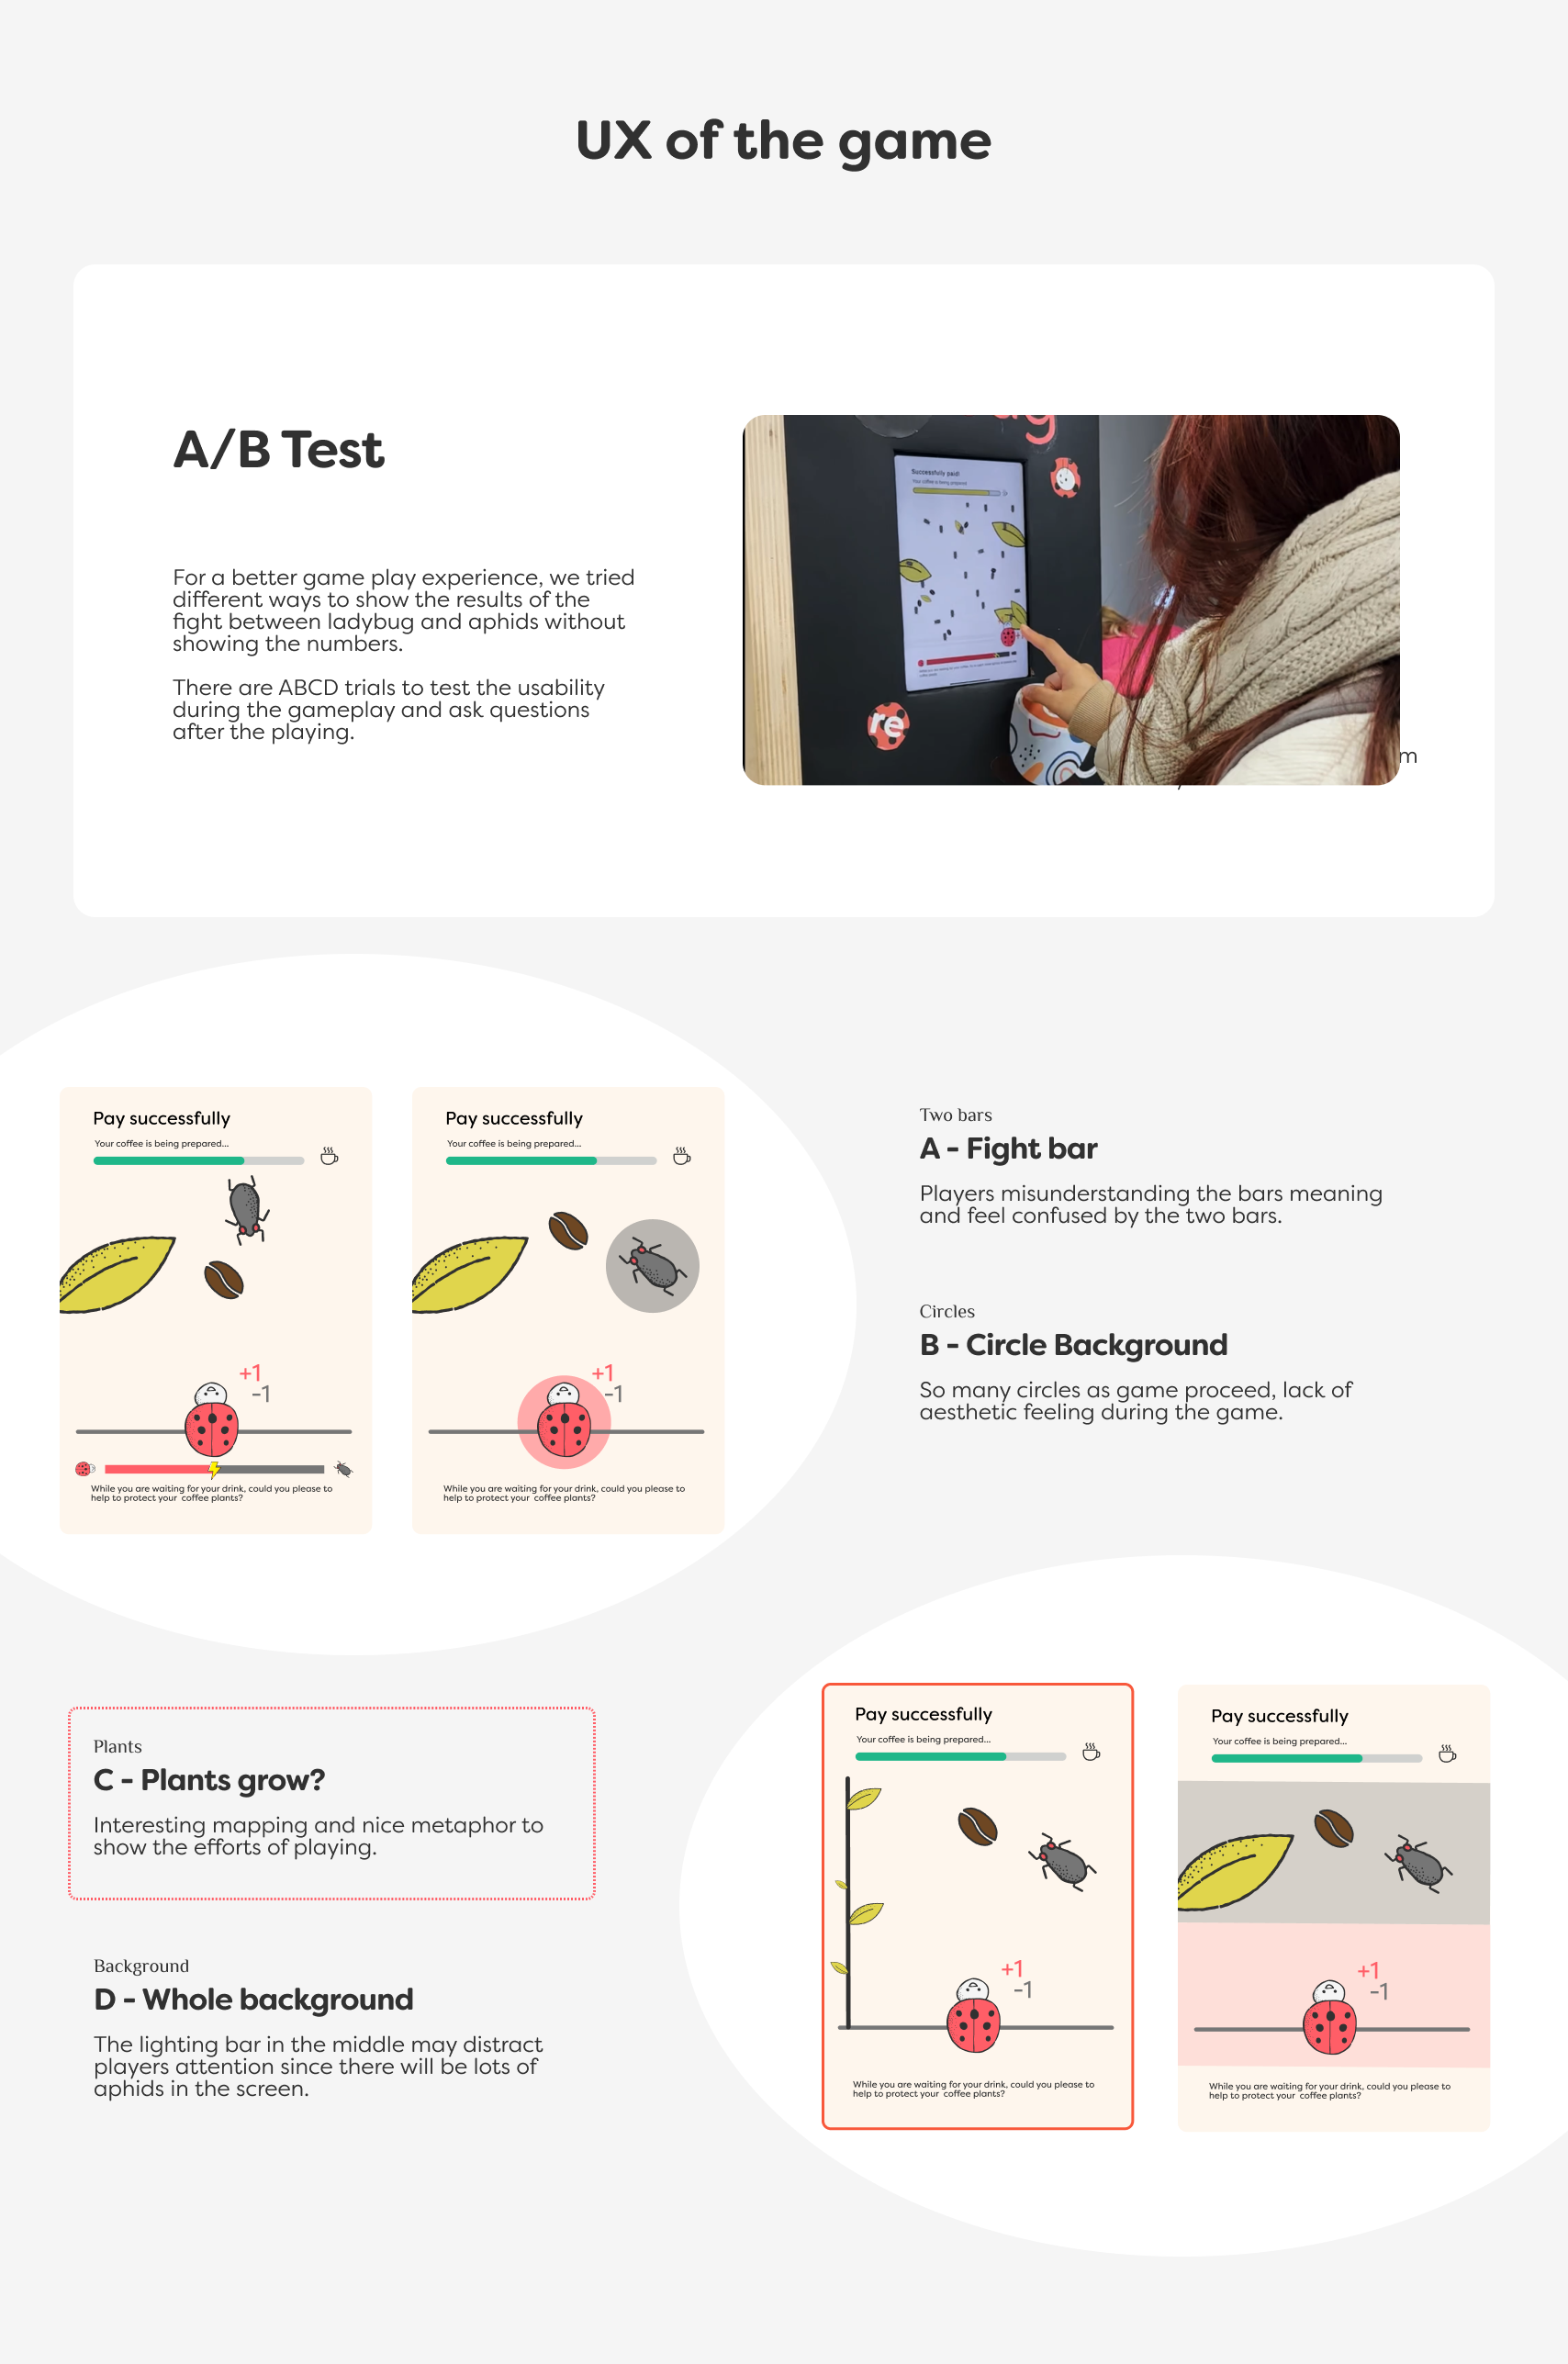 UX of the game
A/B Test
For a better game play experience, we tried
different ways to show the results of the
fight between ladybug and aphids without
showing the numbers.
There are ABCD trials to test the usability
during the gameplay and ask questions
after the playing.
Successfully paid!
Your coffee is being prepared
re
m
Pay successfully
Your coffee is being prepared...
+1
-1
While you are waiting for your drink, could you please to
help to protect your coffee plants?
Pay successfully
Your coffee is being prepared...
+1
-1
While you are waiting for your drink, could you please to
help to protect your coffee plants?
Two bars
A - Fight bar
Players misunderstanding the bars meaning
and feel confused by the two bars.
Circles
B - Circle Background
So many circles as game proceed, lack of
aesthetic feeling during the game.
Plants
C - Plants grow?
Interesting mapping and nice metaphor to
show the efforts of playing.
Background
D - Whole background
The lighting bar in the middle may distract
players attention since there will be lots of
aphids in the screen.
Pay successfully
Your coffee is being prepared...
+1
-1
While you are waiting for your drink, could you please to
help to protect your coffee plants?
Pay successfully
Your coffee is being prepared...
+1
-1
While you are waiting for your drink, could you please to
help to protect your coffee plants?